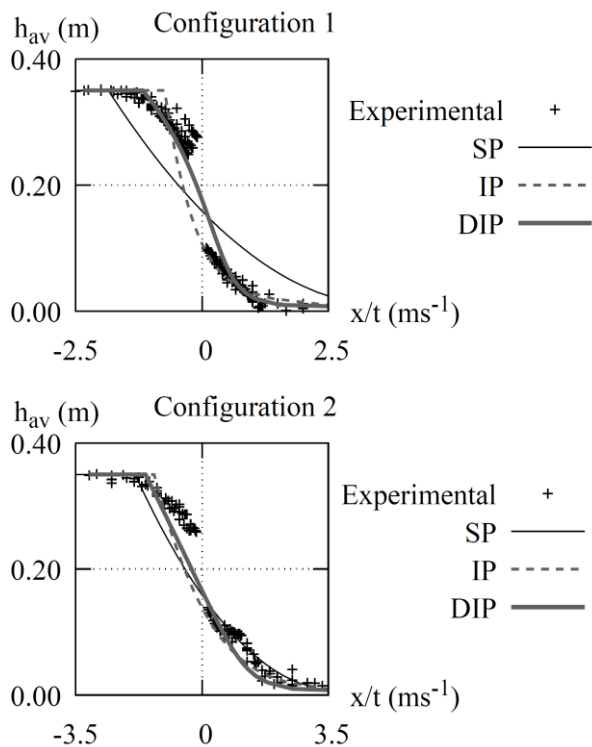 h_av (m) Configuration 1
0.40
Experimental +
SP
0.20
IP
DIP
0.00
x/t (ms⁻¹)
-2.5 0 2.5
h_av (m) Configuration 2
0.40
Experimental +
SP
0.20
IP
DIP
0.00
x/t (ms⁻¹)
-3.5 0 3.5